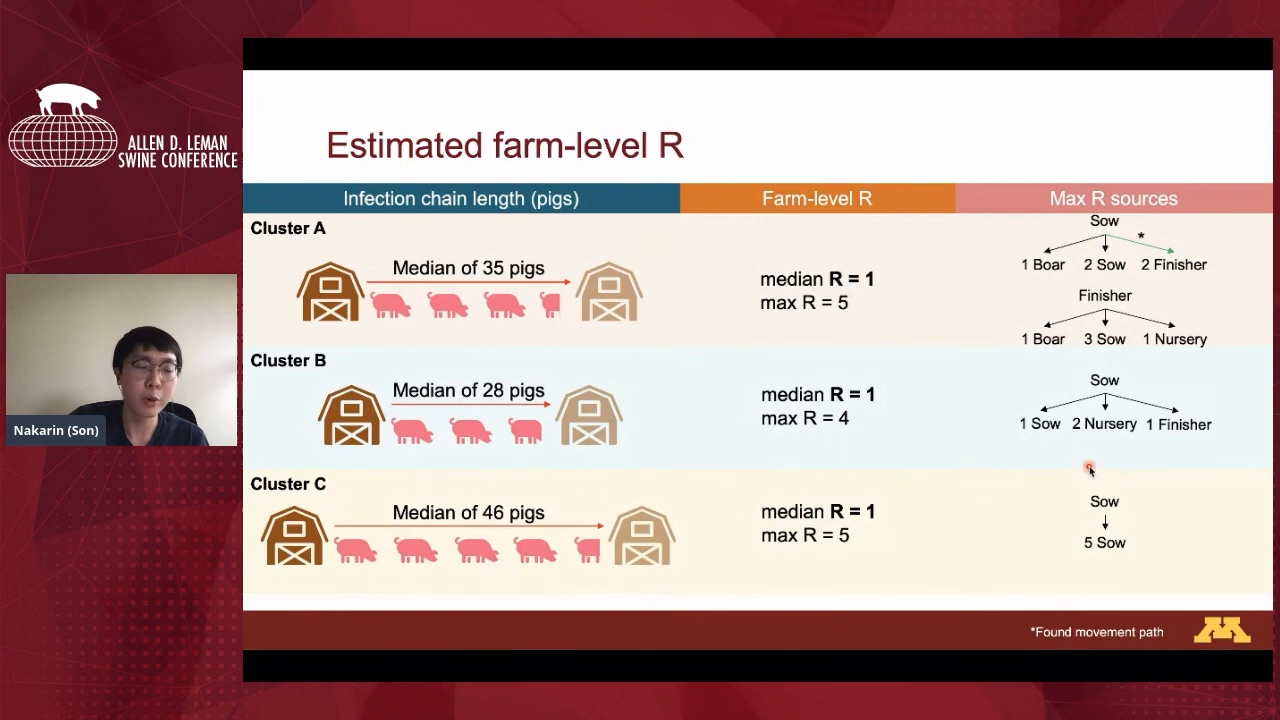 ALLEN D. LEMAN
SWINE CONFERENCE
Nakarin (Son)
Estimated farm-level R
Infection chain length (pigs)
Farm-level R
Max R sources
Cluster A
Median of 35 pigs
median R = 1
max R = 5
Sow
*
1 Boar 2 Sow 2 Finisher
Finisher
1 Boar 3 Sow 1 Nursery
Cluster B
Median of 28 pigs
median R = 1
max R = 4
Sow
1 Sow 2 Nursery 1 Finisher
Cluster C
Median of 46 pigs
median R = 1
max R = 5
Sow
5 Sow
*Found movement path
M